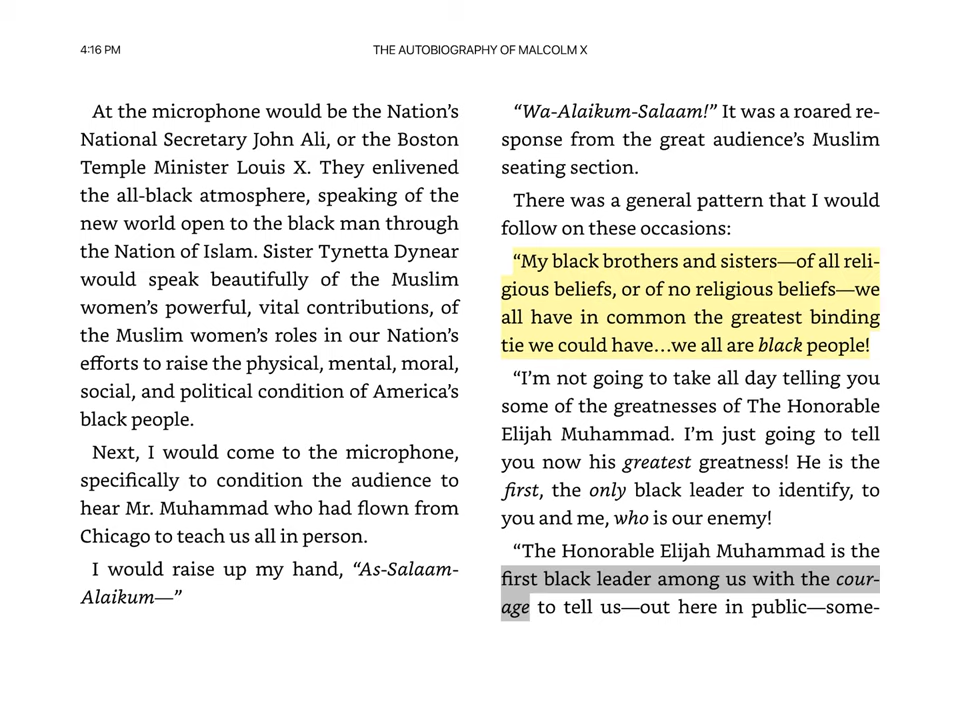 4:16 PM
THE AUTOBIOGRAPHY OF MALCOLM X
At the microphone would be the Nation’s
National Secretary John Ali, or the Boston
Temple Minister Louis X. They enlivened
the all-black atmosphere, speaking of the
new world open to the black man through
the Nation of Islam. Sister Tynetta Dynear
would speak beautifully of the Muslim
women’s powerful, vital contributions, of
the Muslim women’s roles in our Nation’s
efforts to raise the physical, mental, moral,
social, and political condition of America’s
black people.
Next, I would come to the microphone,
specifically to condition the audience to
hear Mr. Muhammad who had flown from
Chicago to teach us all in person.
I would raise up my hand, “As-Salaam-
Alaikum—”
“Wa-Alaikum-Salaam!” It was a roared re-
sponse from the great audience’s Muslim
seating section.
There was a general pattern that I would
follow on these occasions:
“My black brothers and sisters—of all reli-
gious beliefs, or of no religious beliefs—we
all have in common the greatest binding
tie we could have…we all are black people!
“I’m not going to take all day telling you
some of the greatnesses of The Honorable
Elijah Muhammad. I’m just going to tell
you now his greatest greatness! He is the
first, the only black leader to identify, to
you and me, who is our enemy!
“The Honorable Elijah Muhammad is the
first black leader among us with the cour-
age to tell us—out here in public—some-